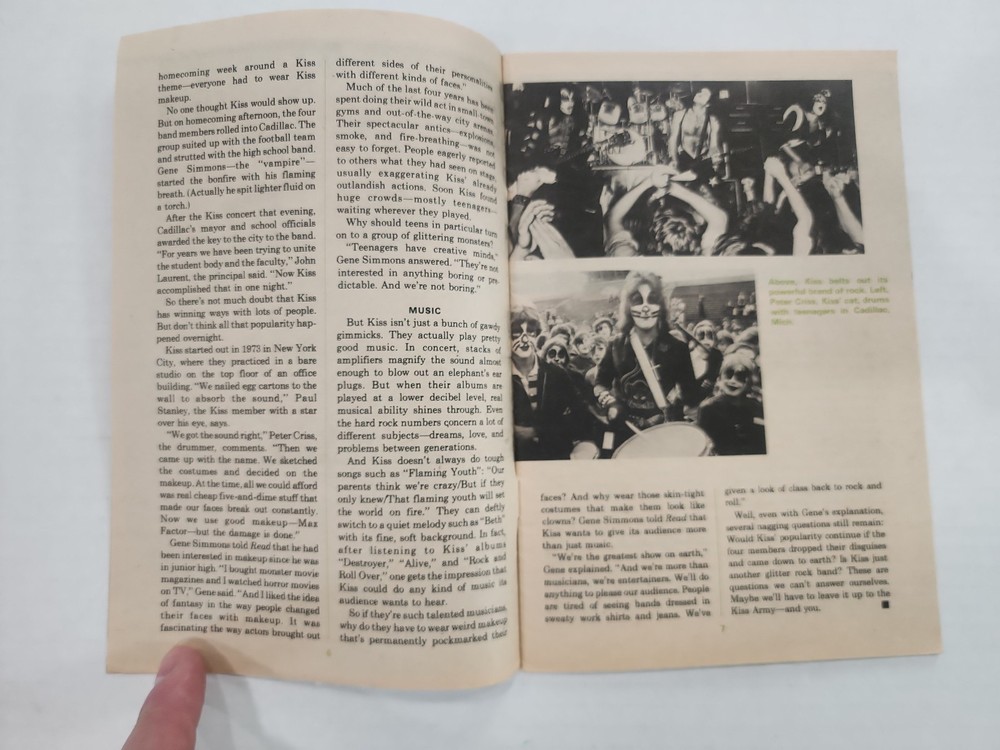 homecoming week around a Kiss
theme—everyone had to wear Kiss
makeup.
No one thought Kiss would show up.
But on homecoming afternoon, the four
band members rolled into Cadillac. The
group suited up with the football team
and strutted with the high school band.
Gene Simmons—the "vampire"—
started the bonfire with his flaming
breath. (Actually he spit lighter fluid on
a torch.)
After the Kiss concert that evening,
Cadillac's mayor and school officials
awarded the key to the city to the band.
"For years we have been trying to unite
the student body and the faculty," John
Laurent, the principal said. "Now Kiss
accomplished that in one night."
So there's not much doubt that Kiss
has winning ways with lots of people.
But don't think all that popularity hap-
pened overnight.
Kiss started out in 1973 in New York
City, where they practiced in a bare
studio on the top floor of an office
building. "We nailed egg cartons to the
wall to absorb the sound," Paul
Stanley, the Kiss member with a star
over his eye, says.
"We got the sound right," Peter Criss,
the drummer, comments. "Then we
came up with the name. We sketched
the costumes and decided on the
makeup. At the time, all we could afford
was real cheap five-and-dime stuff that
made our faces break out constantly.
Now we use good makeup—Max
Factor—but the damage is done."
Gene Simmons told Read that he had
been interested in makeup since he was
in junior high. "I bought monster movie
magazines and I watched horror movies
on TV," Gene said. "And I liked the idea
of fantasy in the way people changed
their faces with makeup. It was
fascinating the way actors brought out
different sides of their personalities
with different kinds of faces."
Much of the last four years has been
spent doing their wild act in small-town
gyms and out-of-the-way city arenas.
Their spectacular antics—explosions,
smoke, and fire-breathing—was not
easy to forget. People eagerly reported
to others what they had seen on stage,
usually exaggerating Kiss' already
outlandish actions. Soon Kiss found
huge crowds—mostly teenagers—
waiting wherever they played.
Why should teens in particular turn
on to a group of glittering monsters?
"Teenagers have creative minds,"
Gene Simmons answered. "They're not
interested in anything boring or pre-
dictable. And we're not boring."
MUSIC
But Kiss isn't just a bunch of gawdy
gimmicks. They actually play pretty
good music. In concert, stacks of
amplifiers magnify the sound almost
enough to blow out an elephant's ear
plugs. But when their albums are
played at a lower decibel level, real
musical ability shines through. Even
the hard rock numbers concern a lot of
different subjects—dreams, love, and
problems between generations.
And Kiss doesn't always do tough
songs such as "Flaming Youth": "Our
parents think we're crazy/But if they
only knew/That flaming youth will set
the world on fire." They can deftly
switch to a quiet melody such as "Beth"
with its fine, soft background. In fact,
after listening to Kiss' albums
"Destroyer," "Alive," and "Rock and
Roll Over," one gets the impression that
Kiss could do any kind of music its
audience wants to hear.
So if they're such talented musicians,
why do they have to wear weird makeup
that's permanently pockmarked their
Above, Kiss belts out its
powerful brand of rock. Left,
Peter Criss, Kiss' cat, drums
with teenagers in Cadillac,
Mich.
faces? And why wear those skin-tight
costumes that make them look like
clowns? Gene Simmons told Read that
Kiss wants to give its audience more
than just music.
"We're the greatest show on earth,"
Gene explained. "And we're more than
musicians, we're entertainers. We'll do
anything to please our audience. People
are tired of seeing bands dressed in
sweaty work shirts and jeans. We've
given a look of class back to rock and
roll."
Well, even with Gene's explanation,
several nagging questions still remain:
Would Kiss' popularity continue if the
four members dropped their disguises
and came down to earth? Is Kiss just
another glitter rock band? These are
questions we can't answer ourselves.
Maybe we'll have to leave it up to the
Kiss Army—and you.
7